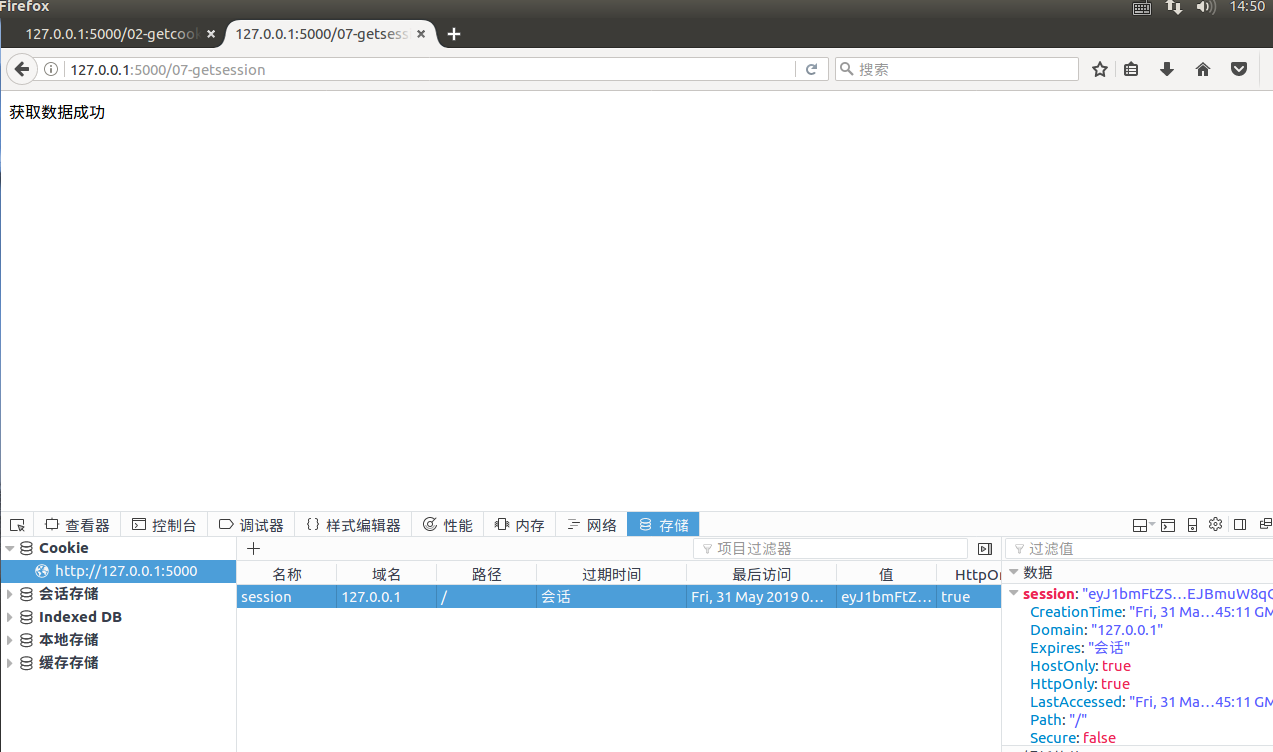 Firefox
14:50
127.0.0.1:5000/02-getcook
127.0.0.1:5000/07-getsess
127.0.0.1:5000/07-getsession
搜索
获取数据成功
查看器 控制台 调试器 {} 样式编辑器 性能 内存 网络 存储
Cookie
http://127.0.0.1:5000
会话存储
Indexed DB
本地存储
缓存存储
项目过滤器
名称 域名 路径 过期时间 最后访问 值 HttpOn
session 127.0.0.1 / 会话 Fri, 31 May 2019 0... eyJ1bmFtZ... true
过滤值
数据
session: "eyJ1bmFtZS...EJBmuW8qC
CreationTime: "Fri, 31 Ma...45:11 GM
Domain: "127.0.0.1"
Expires: "会话"
HostOnly: true
HttpOnly: true
LastAccessed: "Fri, 31 Ma...45:11 GM
Path: "/"
Secure: false